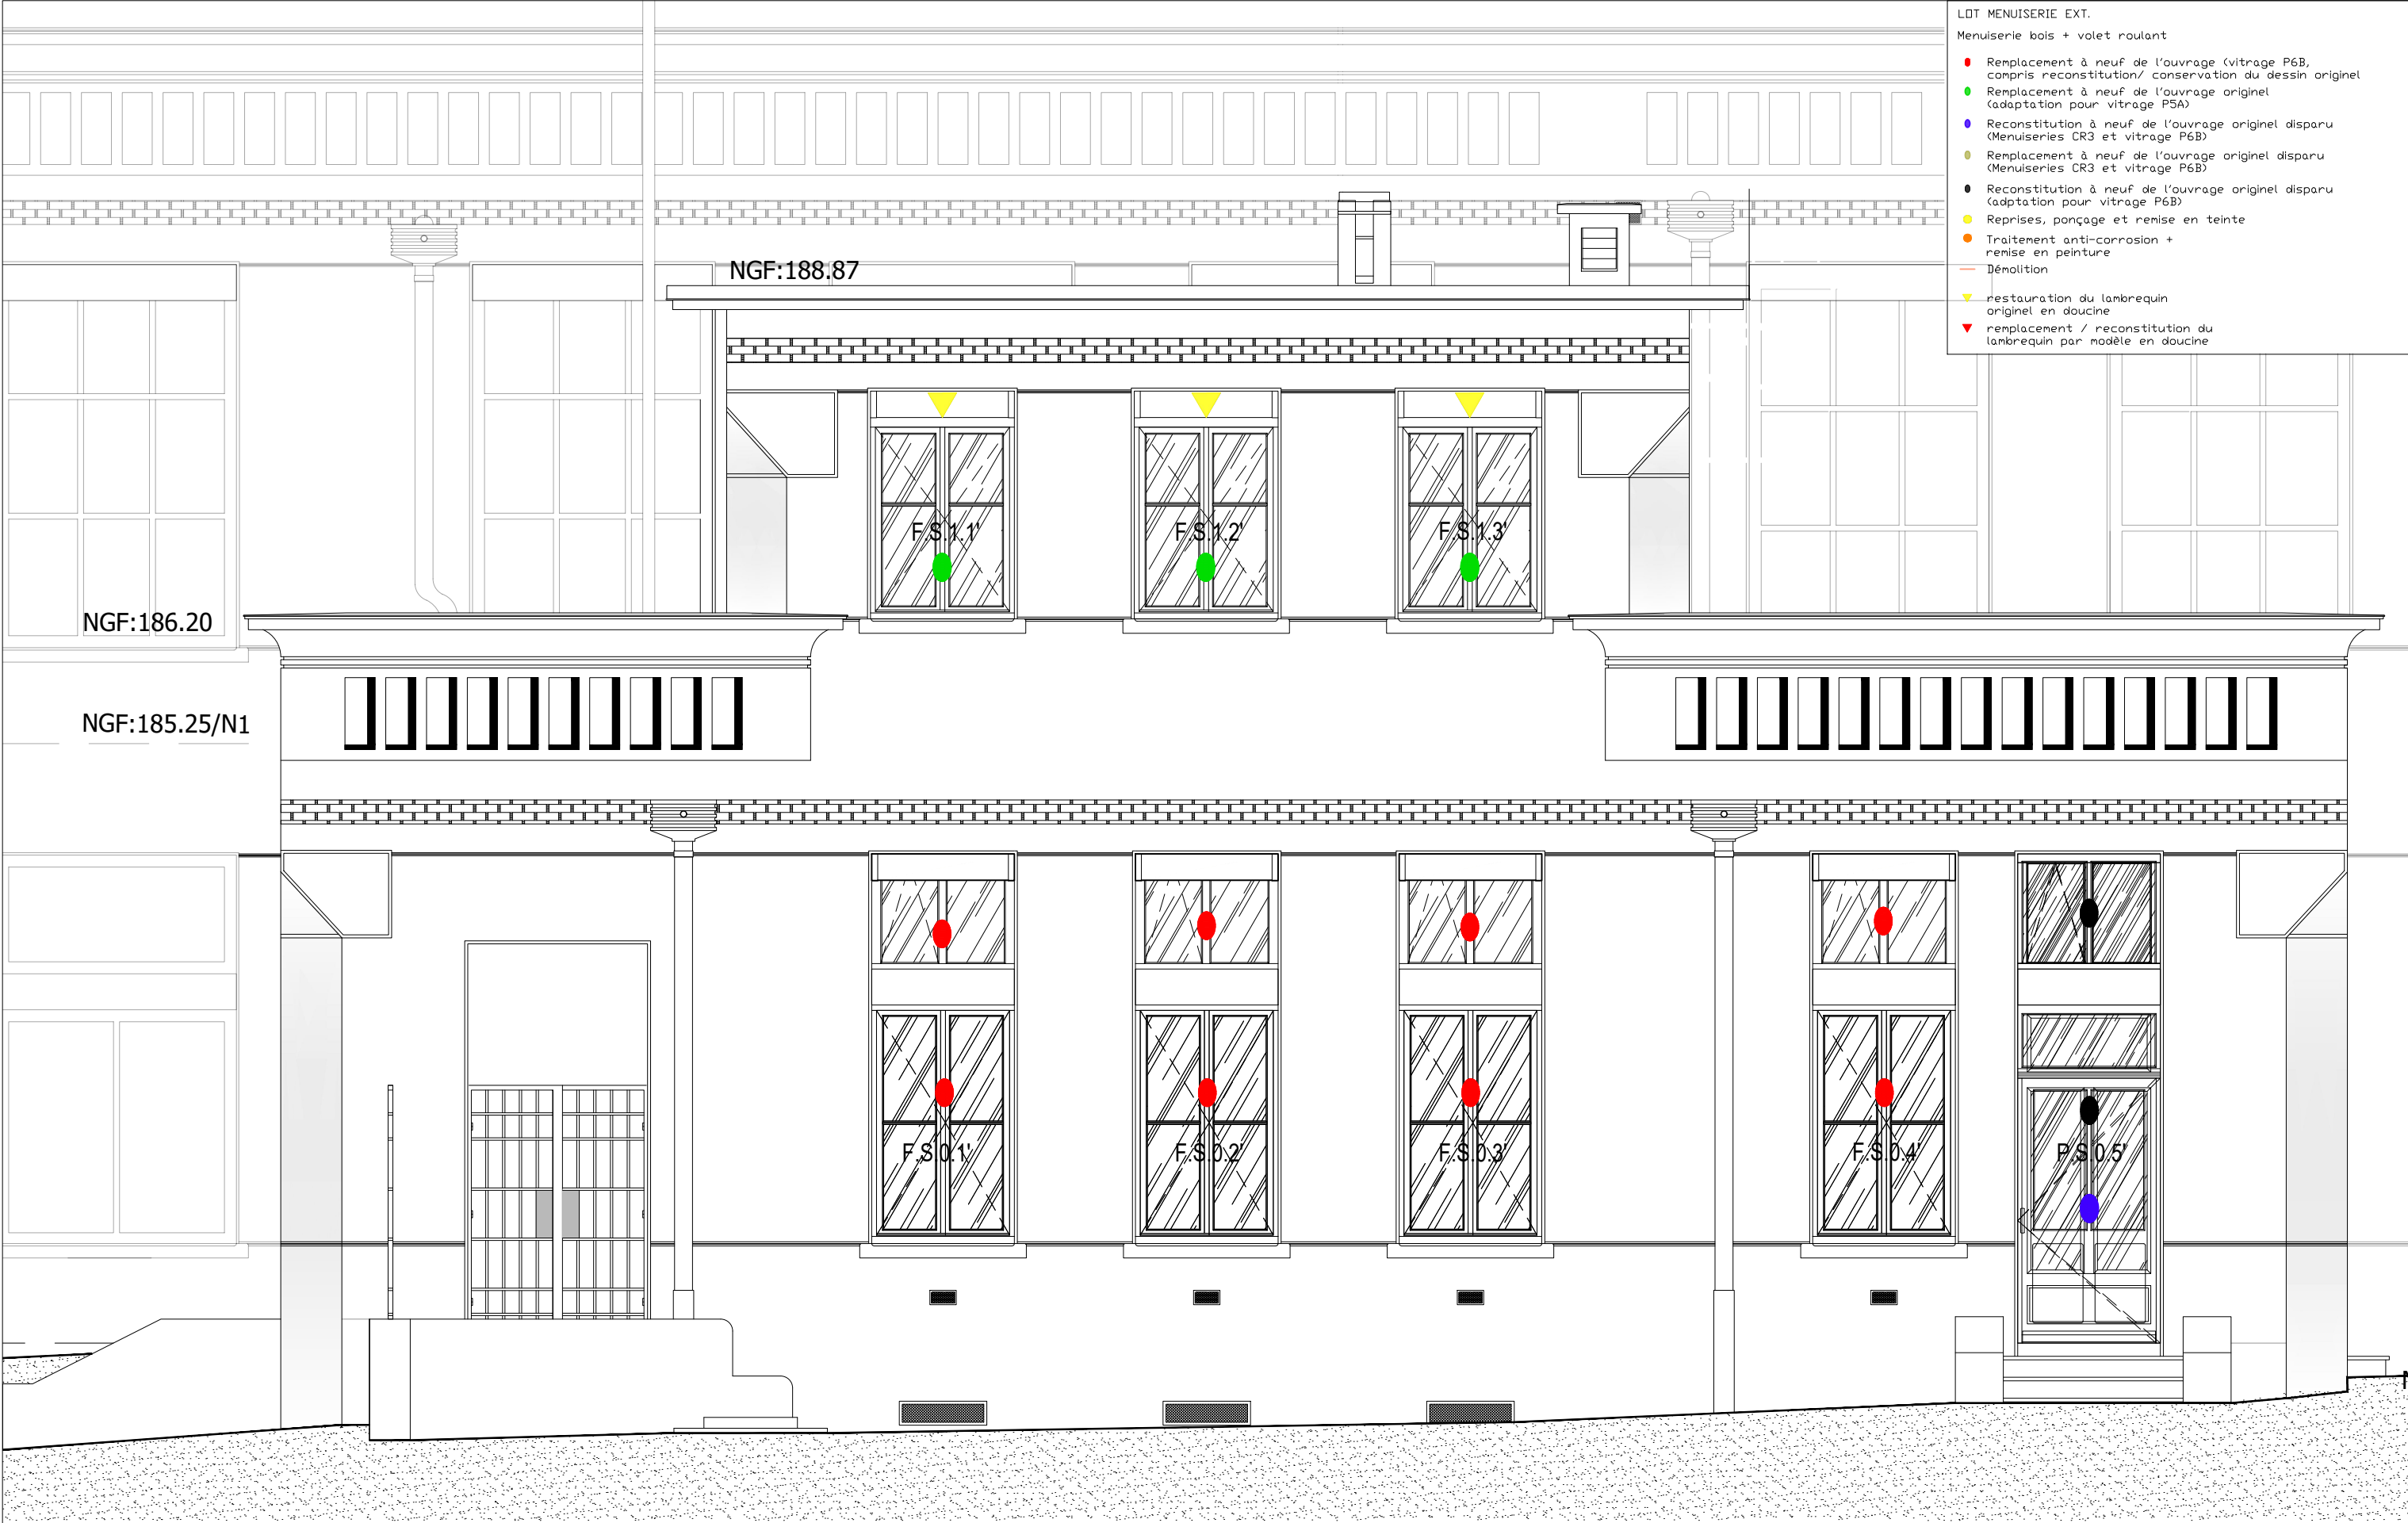 LOT MENUISERIE EXT.
Menuiserie bois + volet roulant
Remplacement à neuf de l'ouvrage (vitrage P6B,
compris reconstitution/ conservation du dessin originel
Remplacement à neuf de l'ouvrage originel
(adaptation pour vitrage P5A)
Reconstitution à neuf de l'ouvrage originel disparu
(Menuiseries CR3 et vitrage P6B)
Remplacement à neuf de l'ouvrage originel disparu
(Menuiseries CR3 et vitrage P6B)
Reconstitution à neuf de l'ouvrage originel disparu
(adptation pour vitrage P6B)
Reprises, ponçage et remise en teinte
Traitement anti-corrosion +
remise en peinture
Démolition
restauration du lambrequin
originel en doucine
remplacement / reconstitution du
lambrequin par modèle en doucine
NGF:188.87
F.S.1.1' F.S.1.2' F.S.1.3'
NGF:186.20
NGF:185.25/N1
F.S.0.1' F.S.0.2' F.S.0.3' F.S.0.4' P.S.0.5'